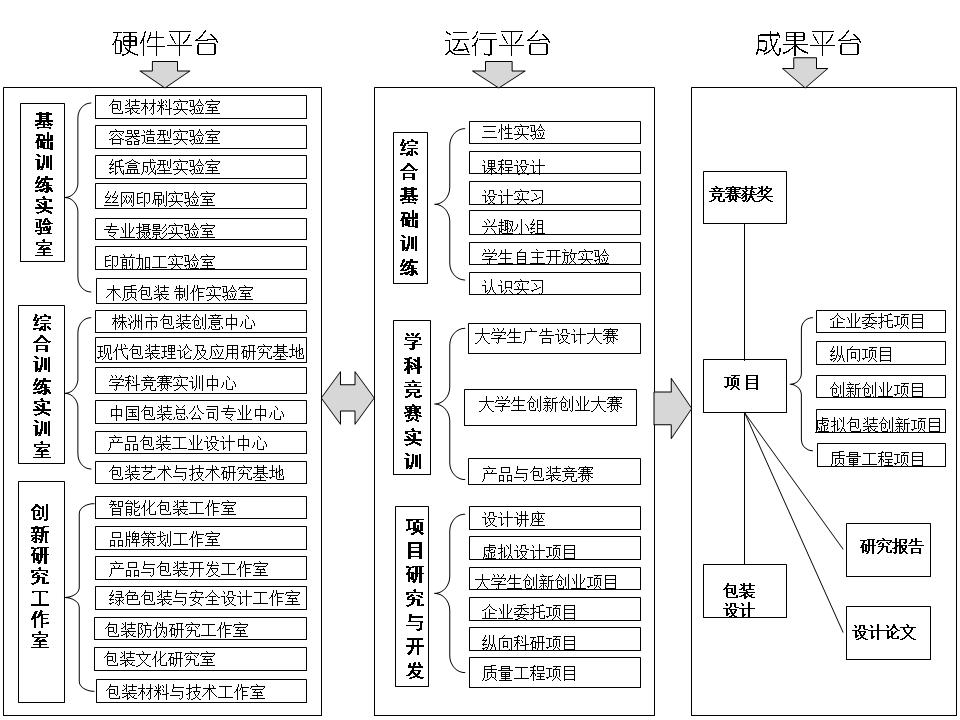 硬件平台
运行平台
成果平台
基础训练实验室
包装材料实验室
容器造型实验室
纸盒成型实验室
丝网印刷实验室
专业摄影实验室
印前加工实验室
木质包装 制作实验室
综合训练实训室
株洲市包装创意中心
现代包装理论及应用研究基地
学科竞赛实训中心
中国包装总公司专业中心
产品包装工业设计中心
包装艺术与技术研究基地
创新研究工作室
智能化包装工作室
品牌策划工作室
产品与包装开发工作室
绿色包装与安全设计工作室
包装防伪研究工作室
包装文化研究室
包装材料与技术工作室
综合基础训练
三性实验
课程设计
设计实习
兴趣小组
学生自主开放实验
认识实习
学科竞赛实训
大学生广告设计大赛
大学生创新创业大赛
产品与包装竞赛
项目研究与开发
设计讲座
虚拟设计项目
大学生创新创业项目
企业委托项目
纵向科研项目
质量工程项目
竞赛获奖
项目
企业委托项目
纵向项目
创新创业项目
虚拟包装创新项目
质量工程项目
研究报告
包装
设计
设计论文